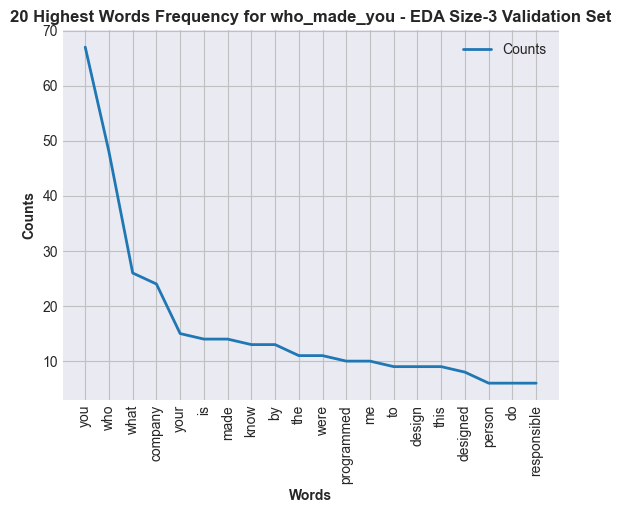 20 Highest Words Frequency for who_made_you - EDA Size-3 Validation Set
Counts
70
60
50
40
30
20
10
Counts
you
who
what
company
your
is
made
know
by
the
were
programmed
me
to
design
this
designed
person
do
responsible
Words